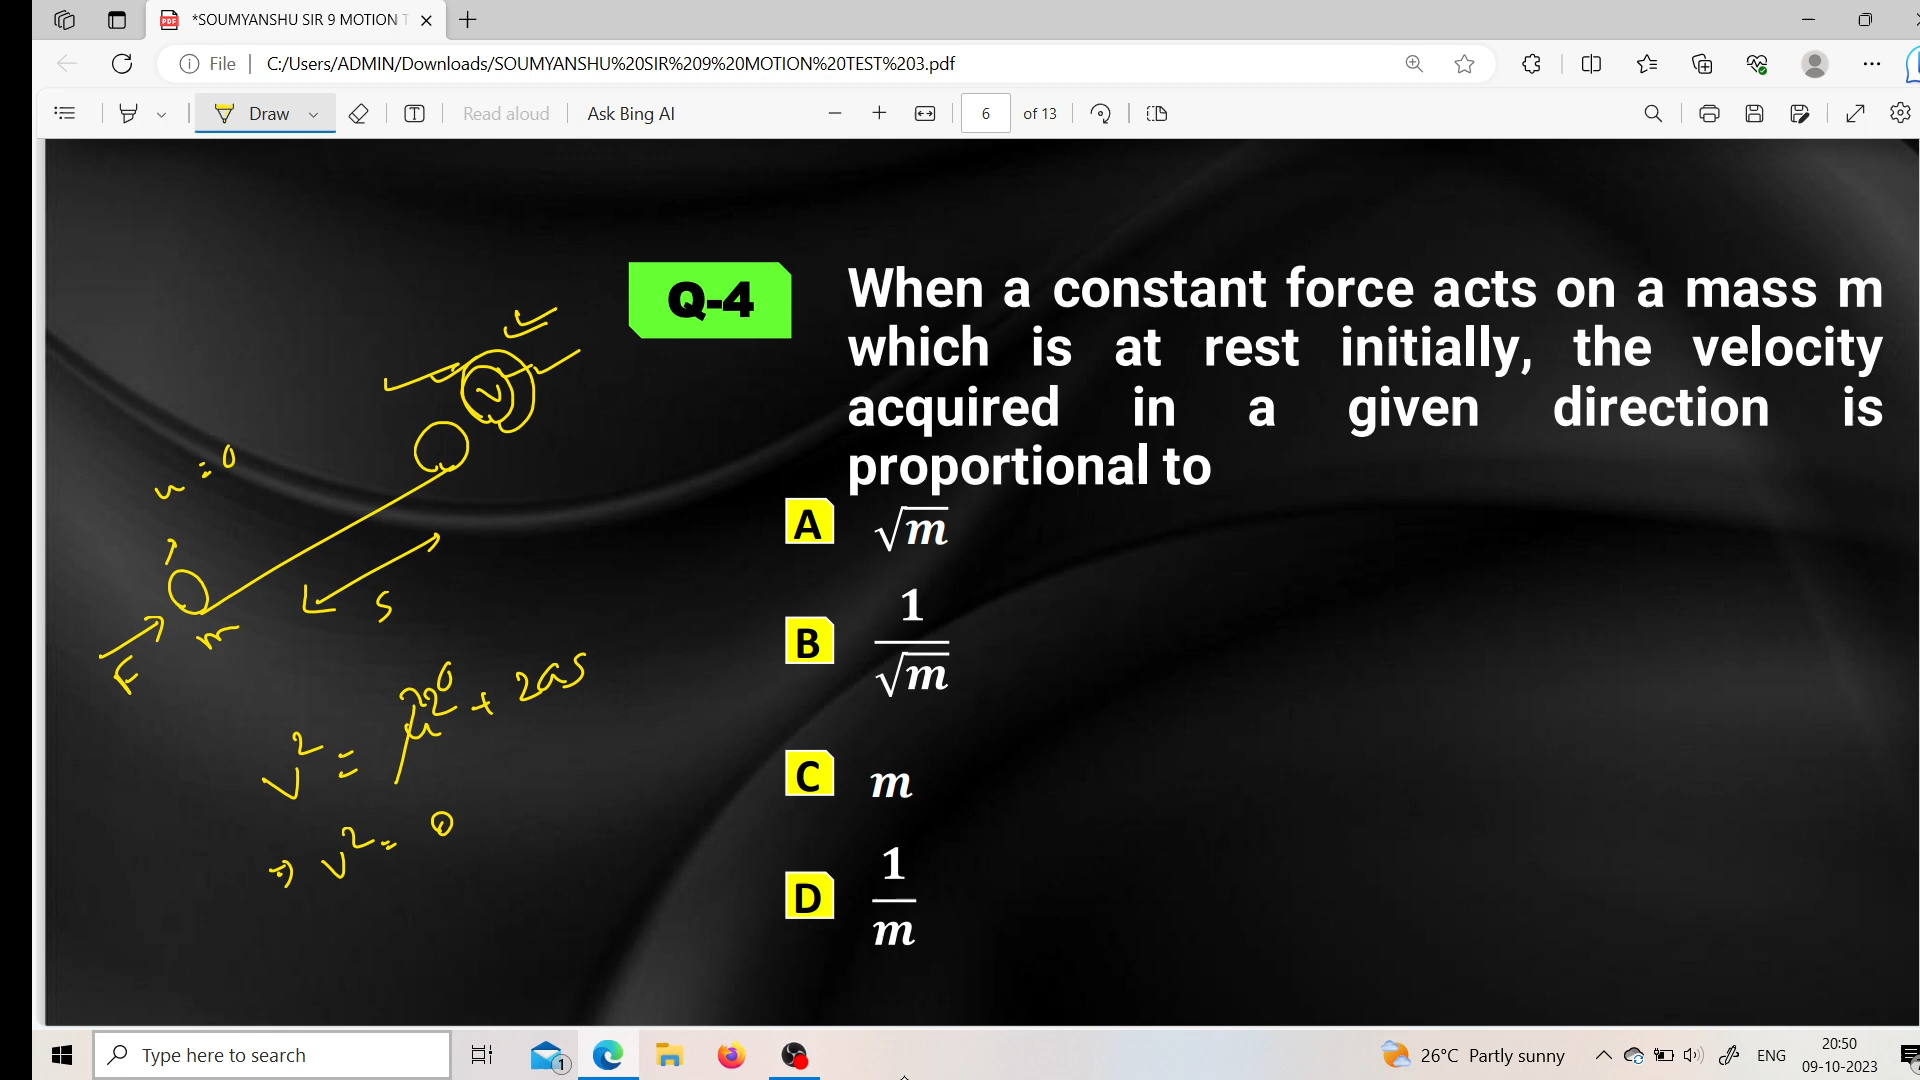 *SOUMYANSHU SIR 9 MOTION T
File
C:/Users/ADMIN/Downloads/SOUMYANSHU%20SIR%209%20MOTION%20TEST%203.pdf
Draw
Read aloud
Ask Bing AI
6 of 13
Q-4
When a constant force acts on a mass m
which is at rest initially, the velocity
acquired in a given direction is
proportional to
A √m
B 1/√m
C m
D 1/m
V
u = 0
S
m
F
V² = u²⁰ + 2as
⇒ v² = 0
Type here to search
1
26°C Partly sunny
ENG
20:50
09-10-2023